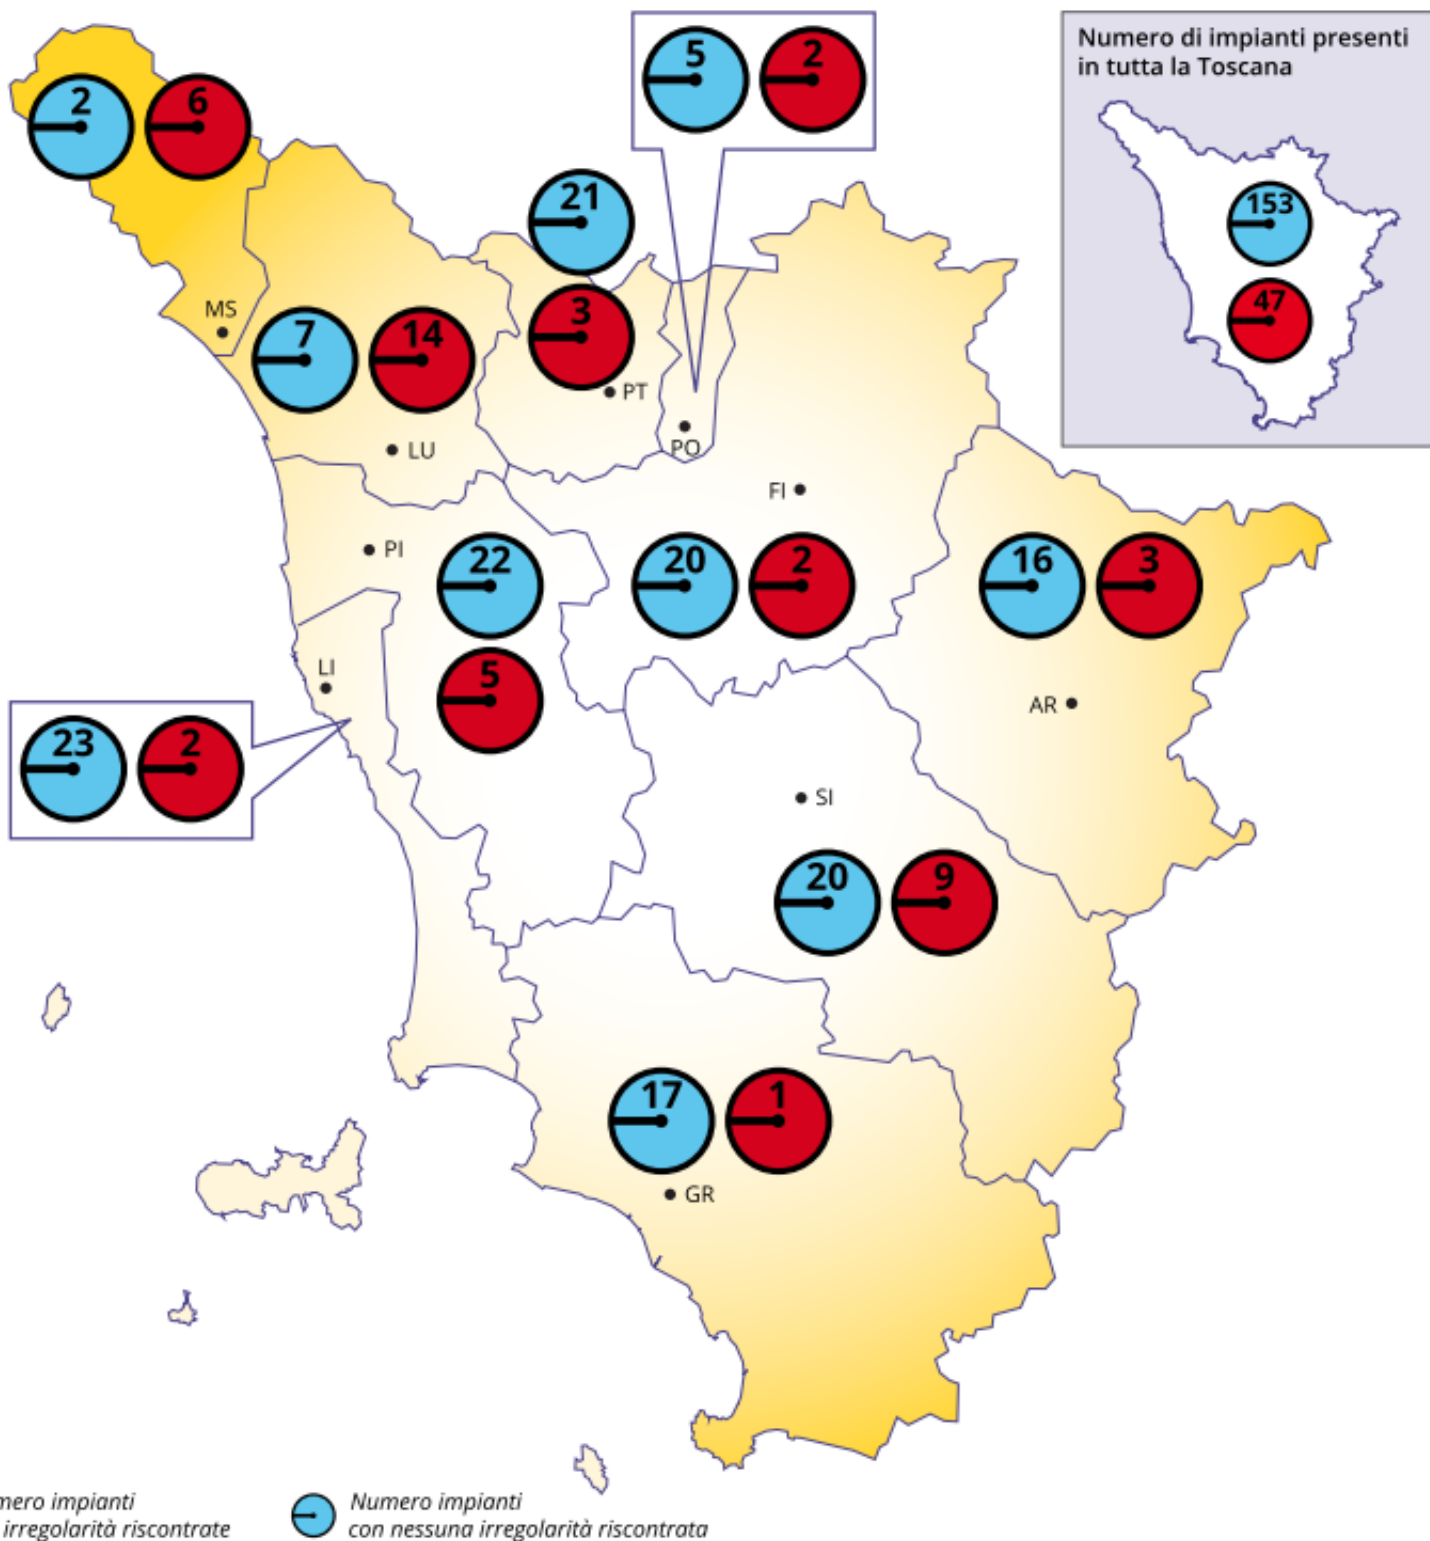 5 2
Numero di impianti presenti
in tutta la Toscana
2 6
21
153
3
47
MS
7 14
PT
LU
PO
FI
PI
22
20 2
16 3
LI
5
AR
23 2
SI
20 9
17 1
GR
impianti
irregolarità riscontrate
Numero impianti
con nessuna irregolarità riscontrata